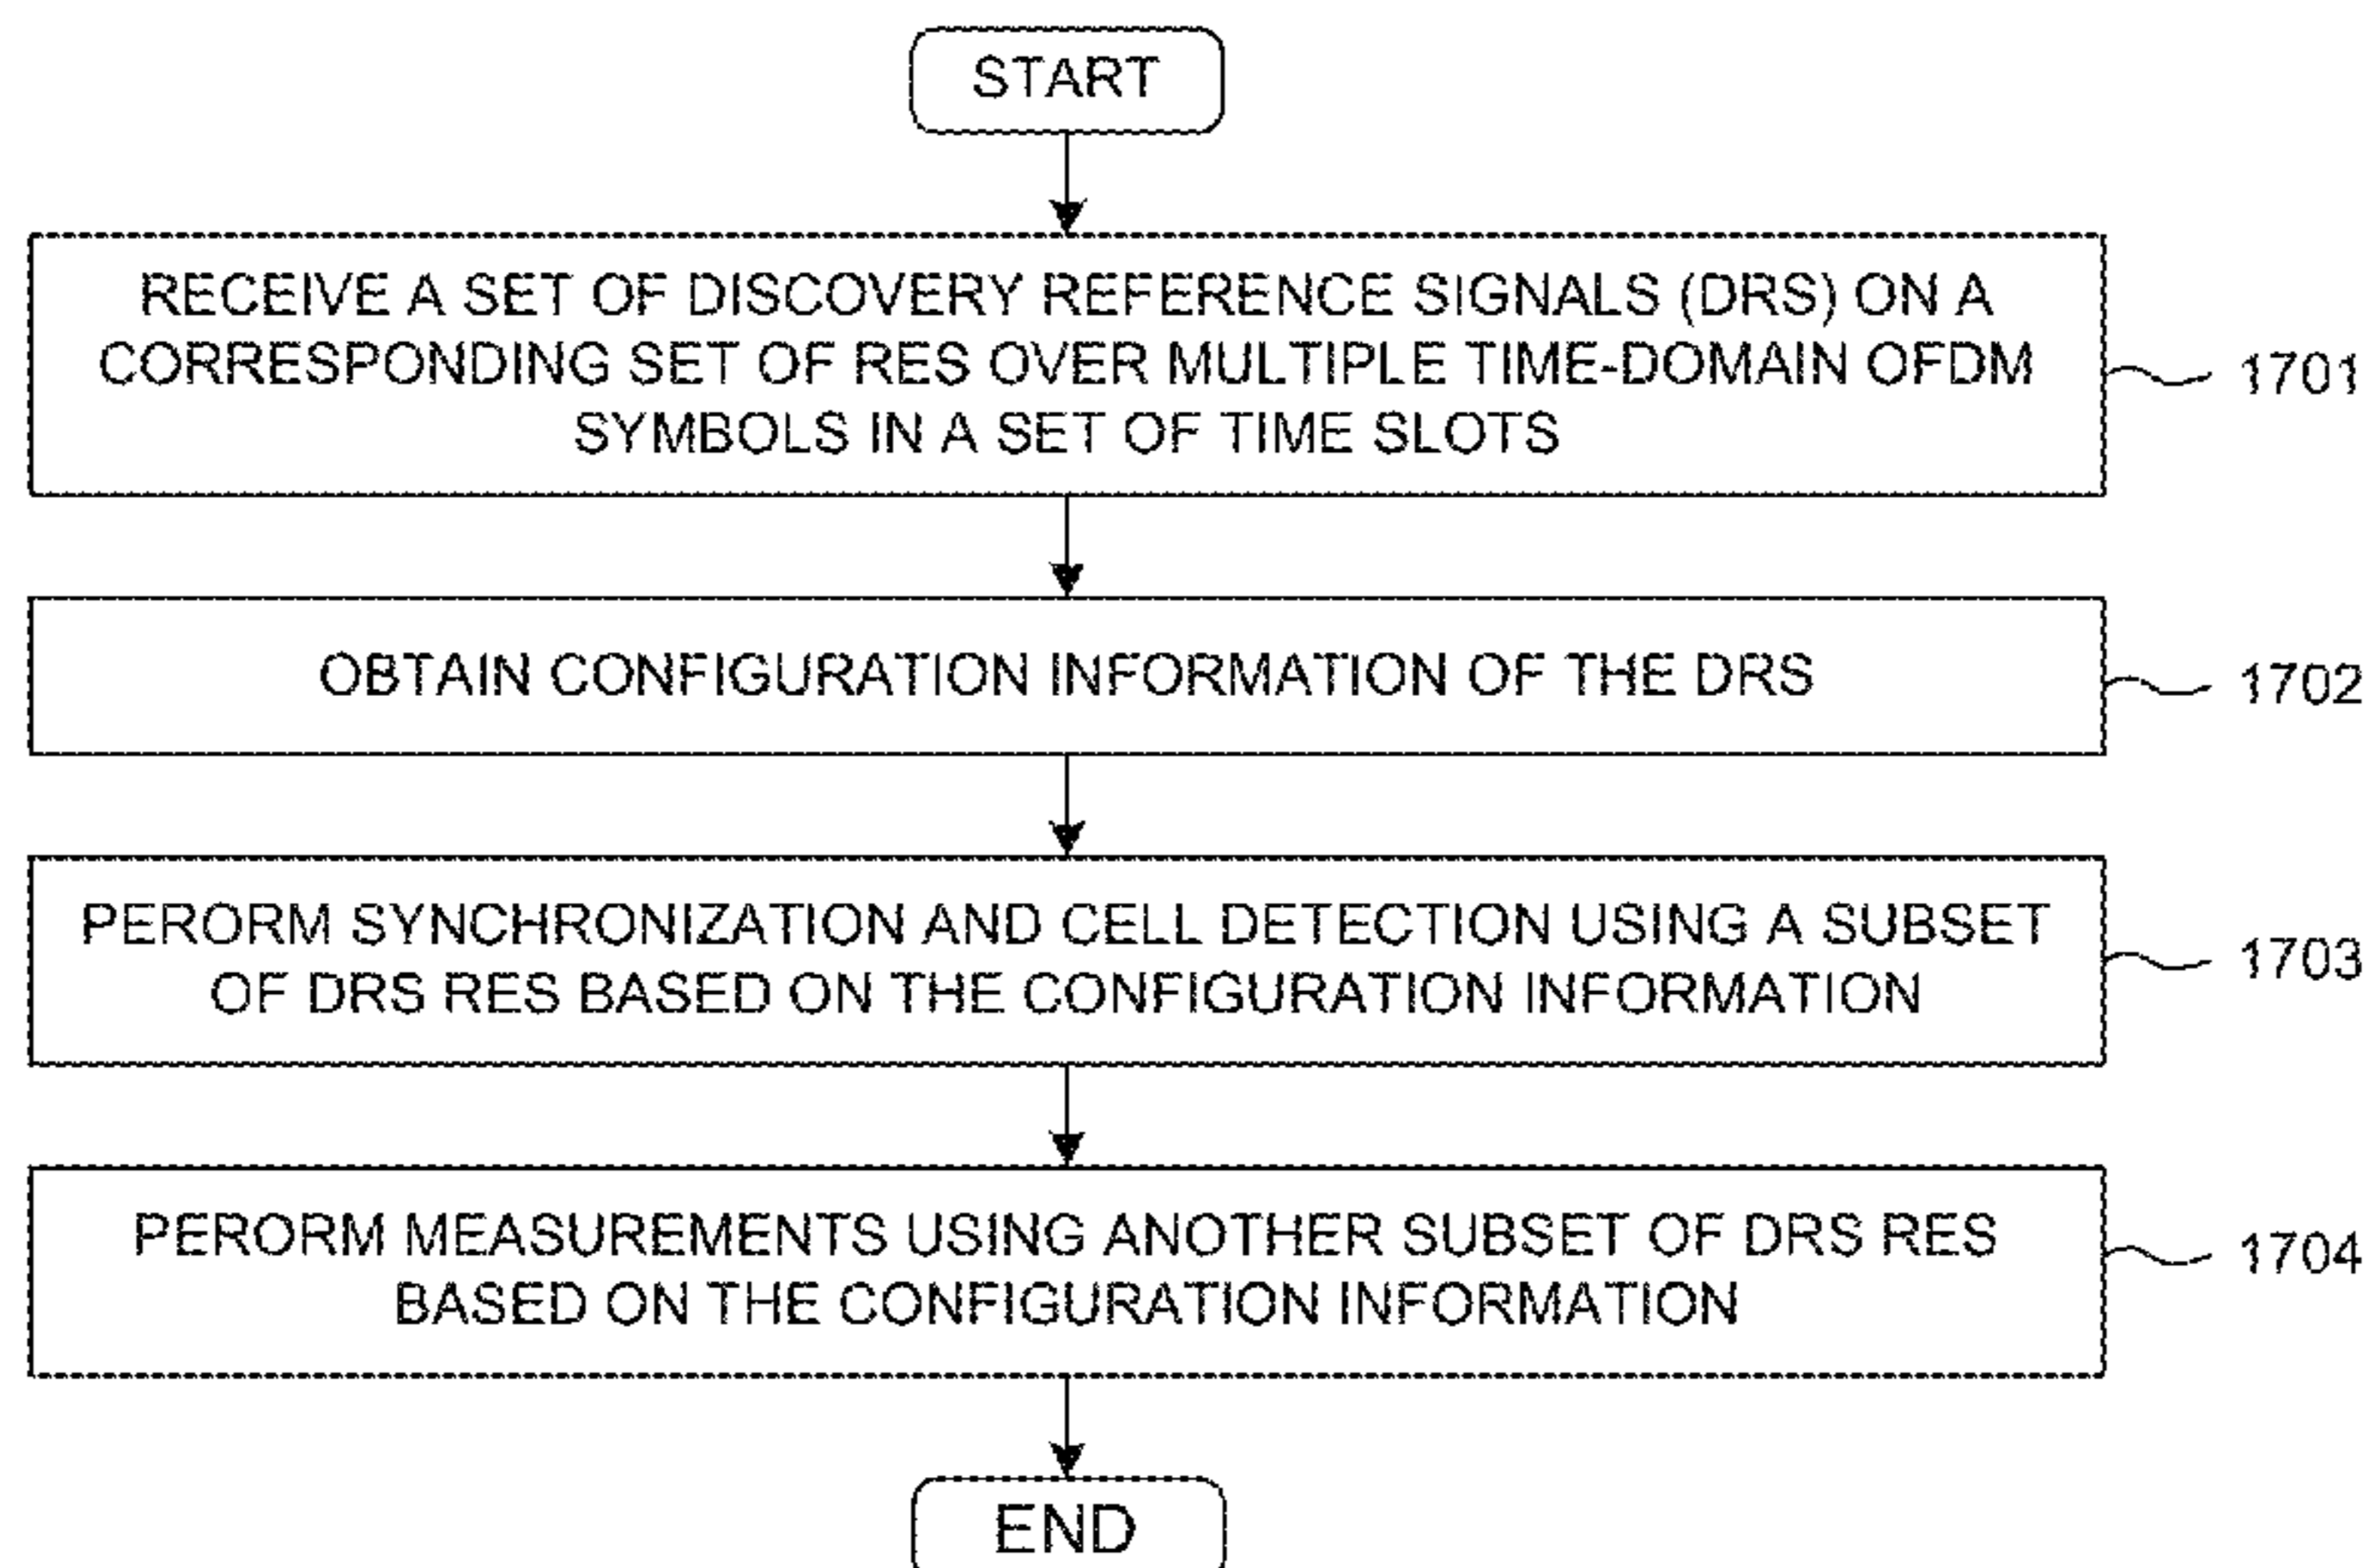 START
RECEIVE A SET OF DISCOVERY REFERENCE SIGNALS (DRS) ON A
CORRESPONDING SET OF RES OVER MULTIPLE TIME-DOMAIN OFDM
SYMBOLS IN A SET OF TIME SLOTS
1701
OBTAIN CONFIGURATION INFORMATION OF THE DRS
1702
PERORM SYNCHRONIZATION AND CELL DETECTION USING A SUBSET
OF DRS RES BASED ON THE CONFIGURATION INFORMATION
1703
PERORM MEASUREMENTS USING ANOTHER SUBSET OF DRS RES
BASED ON THE CONFIGURATION INFORMATION
1704
END